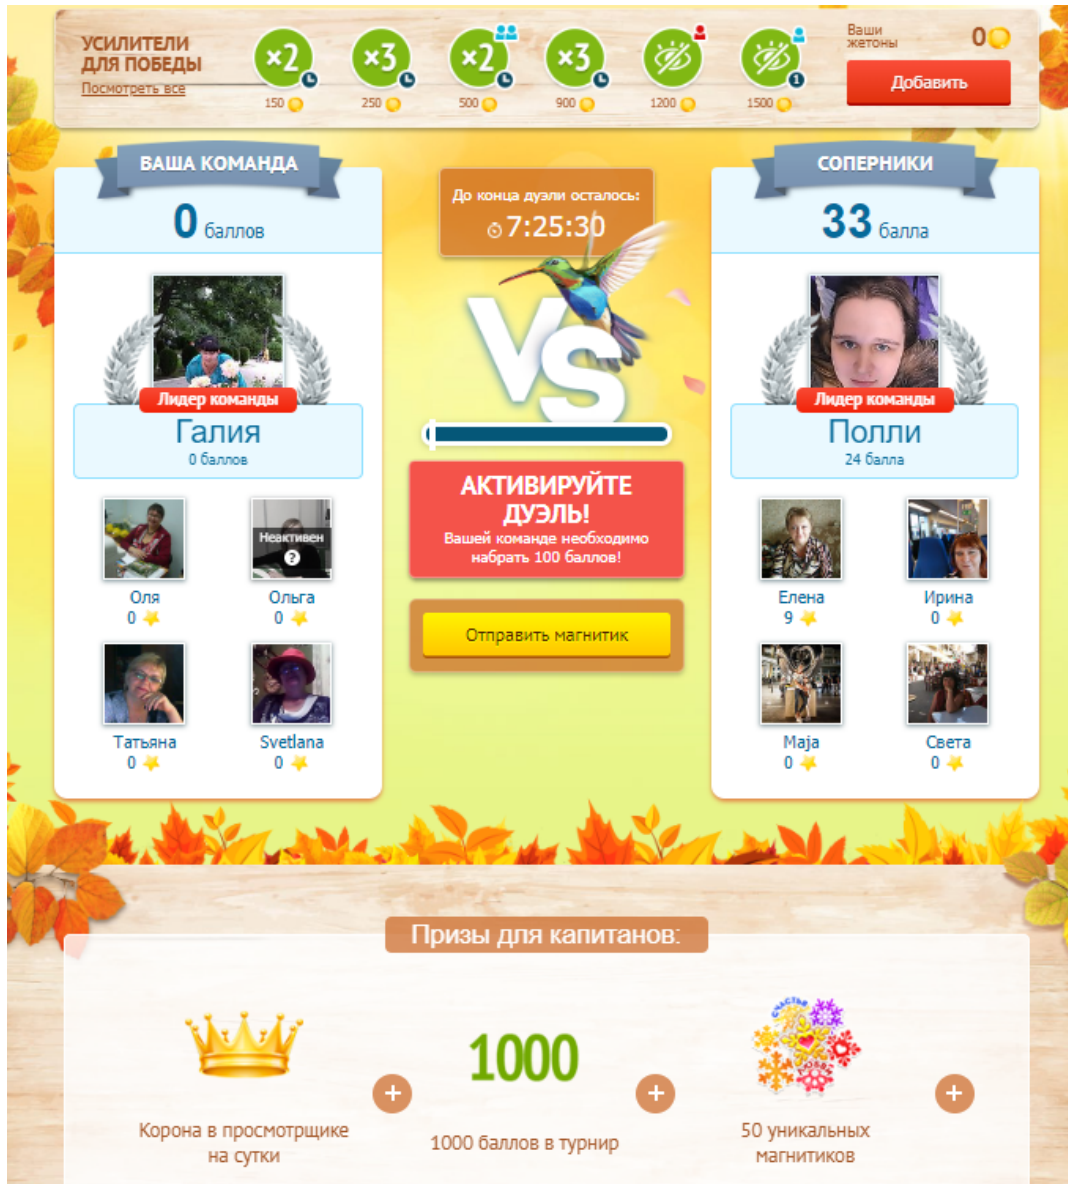 УСИЛИТЕЛИ
ДЛЯ ПОБЕДЫ
Посмотреть все
×2
×3
×2
×3
1
150
250
500
900
1200
1500
Ваши
жетоны
0
Добавить
ВАША КОМАНДА
0 баллов
Лидер команды
Галия
0 баллов
Оля
0
Неактивен
?
Ольга
0
Татьяна
0
Svetlana
0
До конца дуэли осталось:
7:25:30
VS
АКТИВИРУЙТЕ
ДУЭЛЬ!
Вашей команде необходимо
набрать 100 баллов!
Отправить магнитик
СОПЕРНИКИ
33 балла
Лидер команды
Полли
24 балла
Елена
9
Ирина
0
Maja
0
Света
0
Призы для капитанов:
Корона в просмотрщике
на сутки
+
1000
1000 баллов в турнир
+
СЧАСТЬЕ
ЛЮБВИ
50 уникальных
магнитиков
+